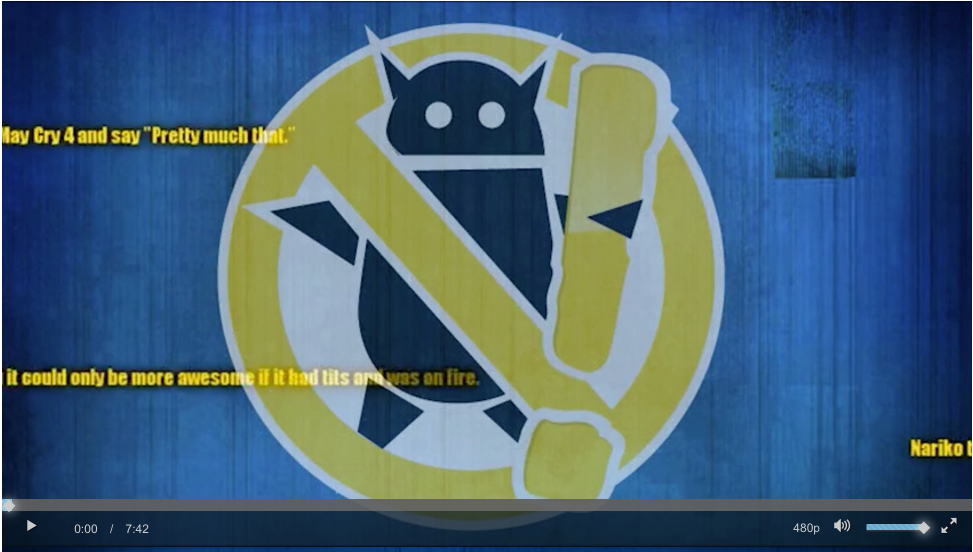 May Cry 4 and say "Pretty much that."
it could only be more awesome if it had tits and was on fire.
Nariko t
0:00 / 7:42
480p